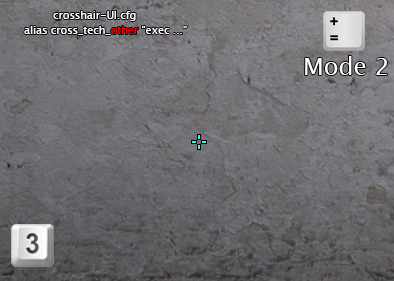 crosshair-UI.cfg
alias cross_tech_other "exec ..."
+
=
Mode 2
3